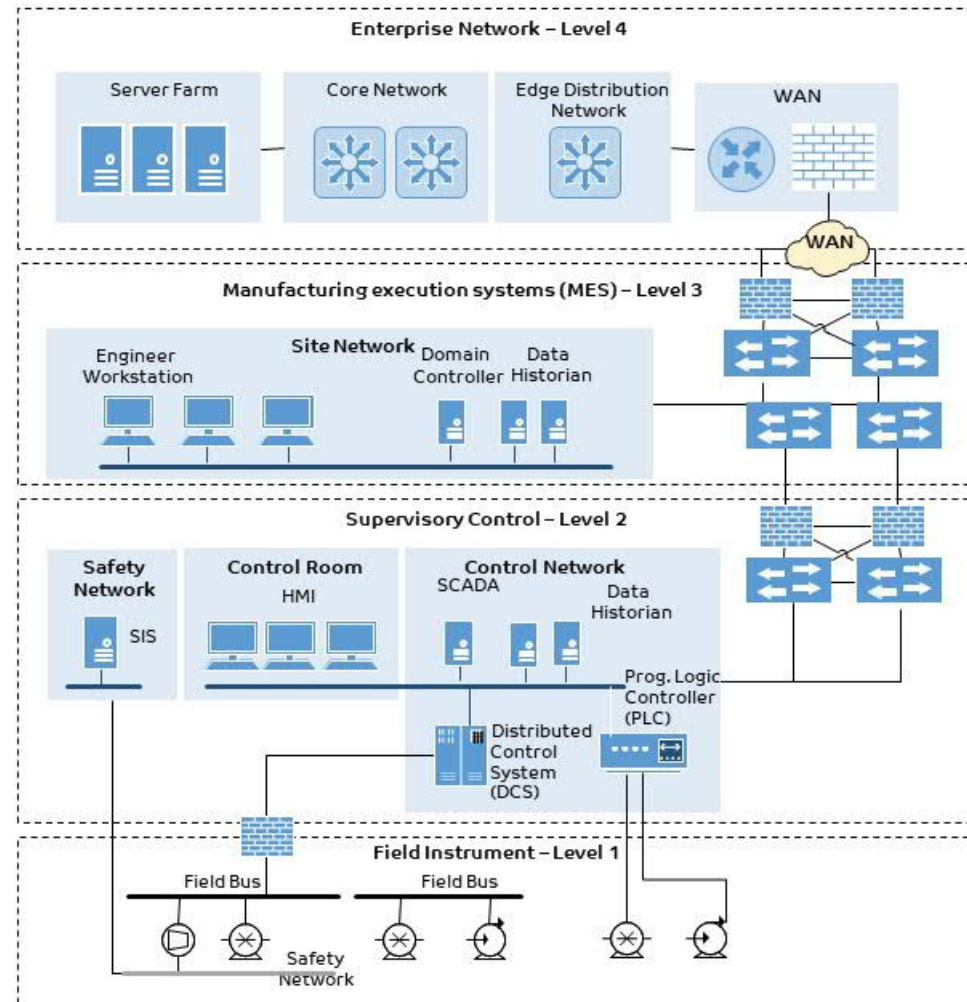 Enterprise Network – Level 4
Server Farm
Core Network
Edge Distribution
Network
WAN
WAN
Manufacturing execution systems (MES) – Level 3
Site Network
Engineer
Workstation
Domain
Controller
Data
Historian
Supervisory Control – Level 2
Safety
Network
SIS
Control Room
HMI
Control Network
SCADA
Data
Historian
Prog. Logic
Controller
(PLC)
Distributed
Control
System
(DCS)
Field Instrument – Level 1
Field Bus
Field Bus
Safety
Network